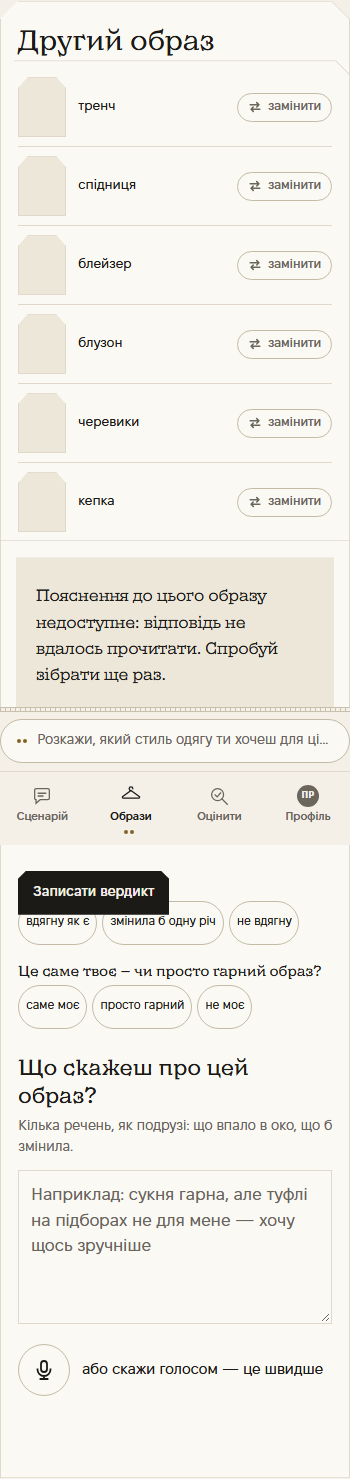 Другий образ
тренч
замінити
спідниця
замінити
блейзер
замінити
блузон
замінити
черевики
замінити
кепка
замінити
Пояснення до цього образу
недоступне: відповідь не
вдалось прочитати. Спробуй
зібрати ще раз.
Розкажи, який стиль одягу ти хочеш для ці...
Сценарій
Образи
Оцінити
ПР
Профіль
Записати вердикт
вдягну як є
змінила б одну річ
не вдягну
Це саме твоє – чи просто гарний образ?
саме моє
просто гарний
не моє
Що скажеш про цей
образ?
Кілька речень, як подрузі: що впало в око, що б
змінила.
Наприклад: сукня гарна, але туфлі
на підборах не для мене — хочу
щось зручніше
або скажи голосом — це швидше